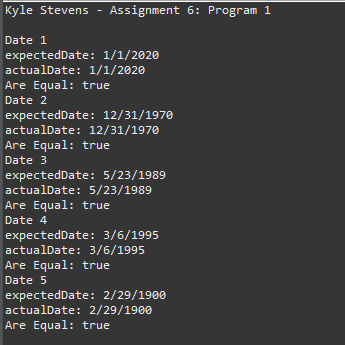 Kyle Stevens - Assignment 6: Program 1
Date 1
expectedDate: 1/1/2020
actualDate: 1/1/2020
Are Equal: true
Date 2
expectedDate: 12/31/1970
actualDate: 12/31/1970
Are Equal: true
Date 3
expectedDate: 5/23/1989
actualDate: 5/23/1989
Are Equal: true
Date 4
expectedDate: 3/6/1995
actualDate: 3/6/1995
Are Equal: true
Date 5
expectedDate: 2/29/1900
actualDate: 2/29/1900
Are Equal: true